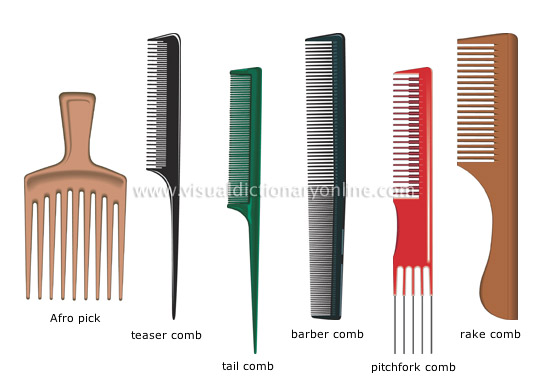 www.visualdictionaryonline.com
Afro pick
teaser comb
tail comb
barber comb
pitchfork comb
rake comb